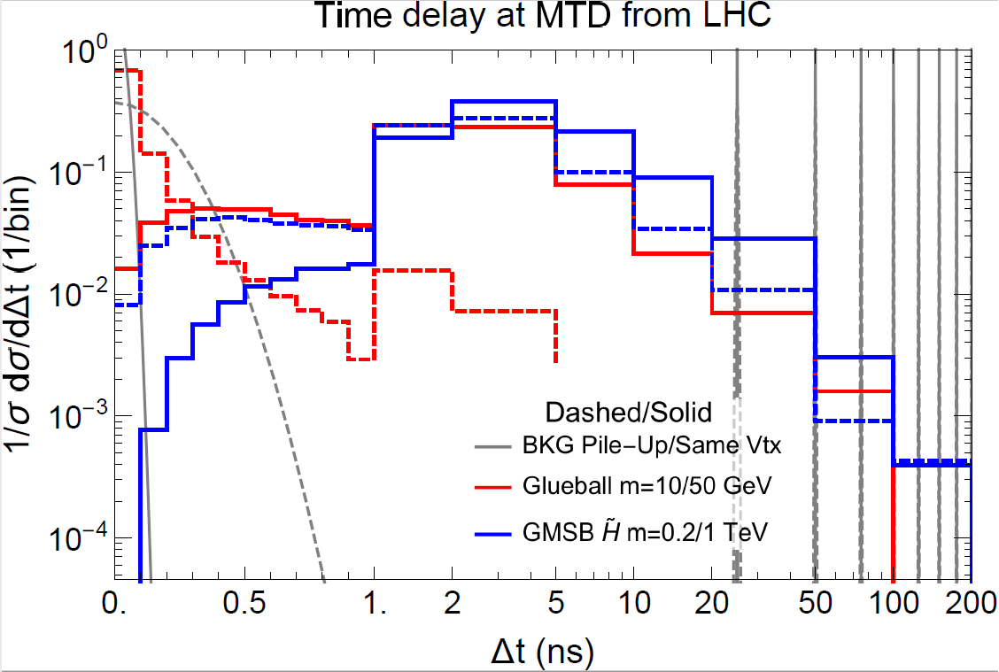 Time delay at MTD from LHC
1/σ dσ/dΔt (1/bin)
10⁰
10⁻¹
10⁻²
10⁻³
10⁻⁴
Dashed/Solid
BKG Pile−Up/Same Vtx
Glueball m=10/50 GeV
GMSB H̃ m=0.2/1 TeV
0. 0.5 1. 2 5 10 20 50 100 200
Δt (ns)